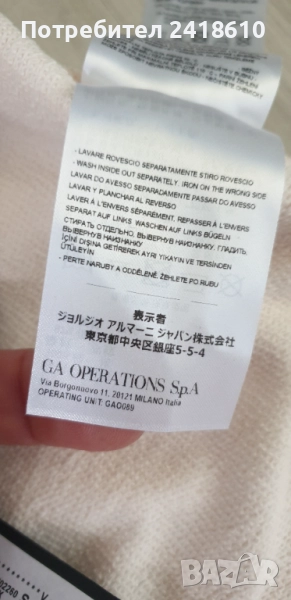 Потребител 2418610
- LAVARE ROVESCIO SEPARATAMENTE STIRO ROVESCIO
- WASH INSIDE OUT SEPARATELY IRON ON THE WRONG SIDE
LAVAR DO AVESSO SEPARADAMENTE PASSAR DO AVESSO
LAVAR Y PLANCHAR AL REVERSO
LAVER A L'ENVERS SÉPARÉMENT, REPASSER À L'ENVERS
SEPARAT AUF LINKS WASCHEN AUF LINKS BÜGELN
СТИРАТЬ ОТДЕЛЬНО, ВЫВЕРНУВ НАИЗНАНКУ, ГЛАДИТЬ
ВЫВЕРНУВ НАИЗНАНКУ
İÇİNİ DIŞINA GETİREREK AYRI YIKAYIN VE TERSİNDEN
ÜTÜLEYİN
- PERTE NARUBY A ODDĚLENĚ, ŽEHLETE PO RUBU
表示者
ジョルジオ アルマーニ ジャパン株式会社
東京都中央区銀座5-5-4
GA OPERATIONS S.p.A
Via Borgonuovo 11, 20121 MILANO Italia
OPERATING UNIT: GAO089
BAZAR